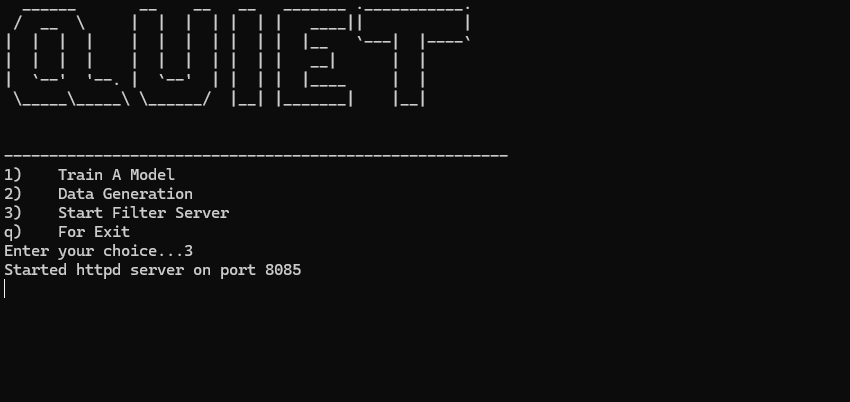 QUIET
1) Train A Model
2) Data Generation
3) Start Filter Server
q) For Exit
Enter your choice...3
Started httpd server on port 8085